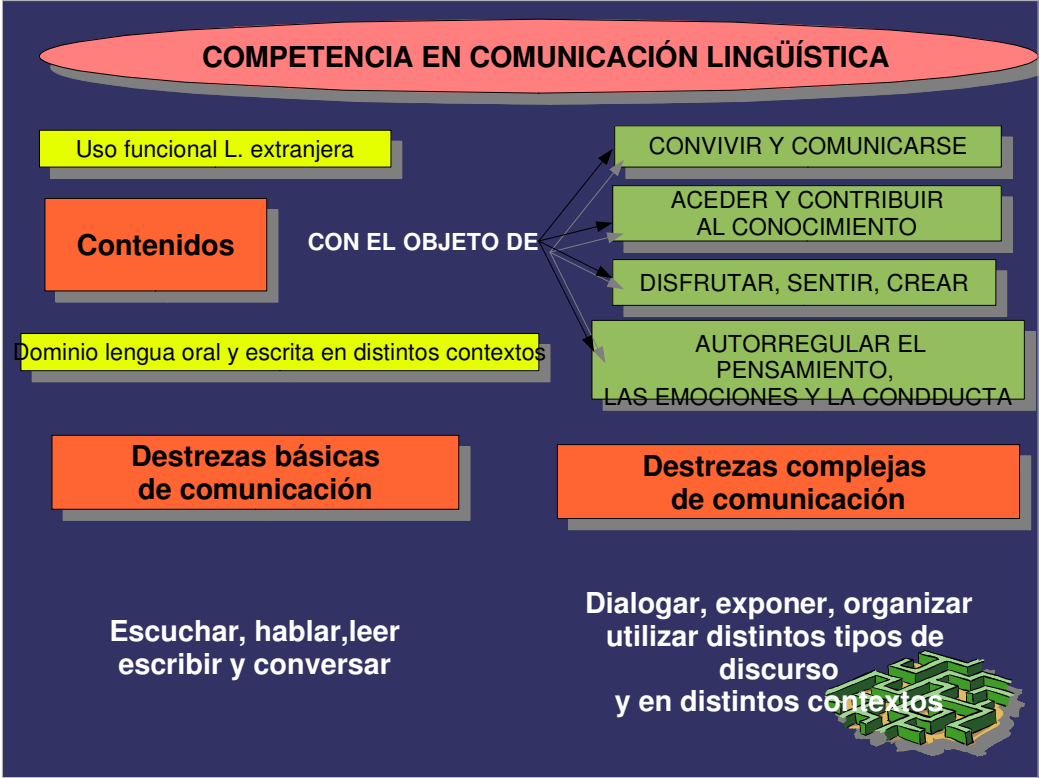 COMPETENCIA EN COMUNICACIÓN LINGÜÍSTICA
Uso funcional L. extranjera
Contenidos
Dominio lengua oral y escrita en distintos contextos
CON EL OBJETO DE
CONVIVIR Y COMUNICARSE
ACEDER Y CONTRIBUIR
AL CONOCIMIENTO
DISFRUTAR, SENTIR, CREAR
AUTORREGULAR EL
PENSAMIENTO,
LAS EMOCIONES Y LA CONDDUCTA
Destrezas básicas
de comunicación
Escuchar, hablar,leer
escribir y conversar
Destrezas complejas
de comunicación
Dialogar, exponer, organizar
utilizar distintos tipos de
discurso
y en distintos contextos